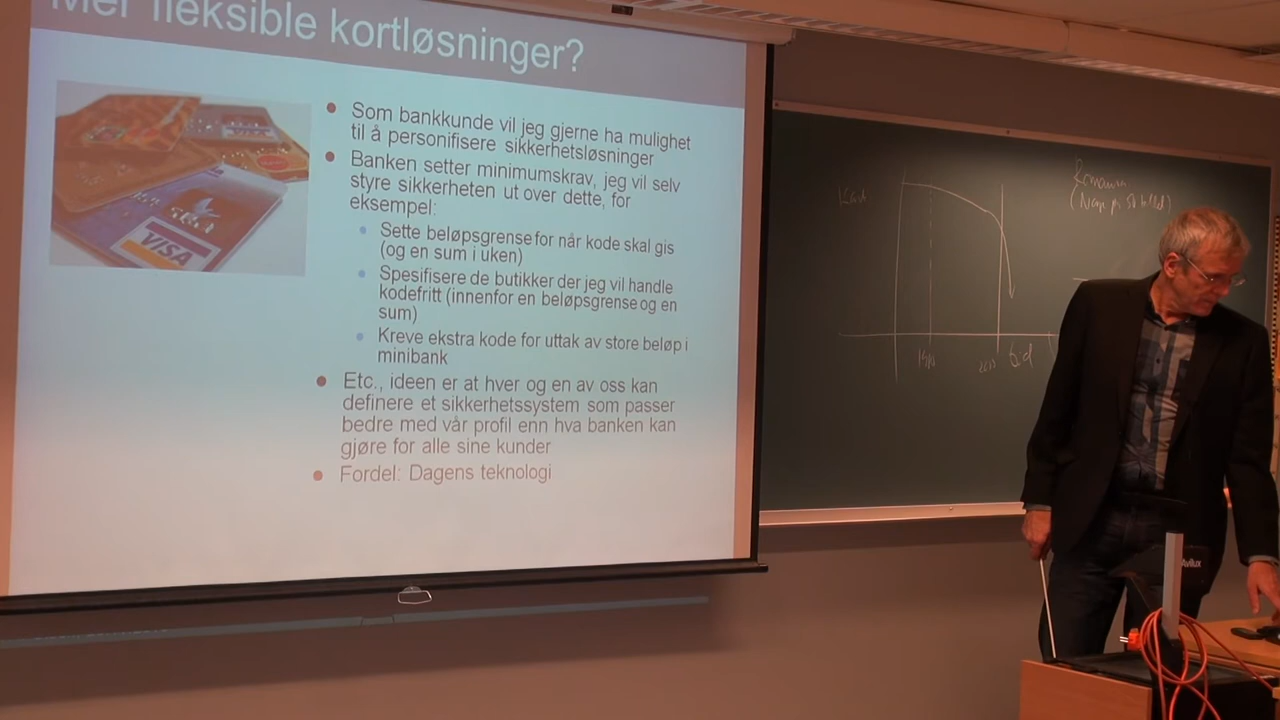 Mer fleksible kortløsninger?
Som bankkunde vil jeg gjerne ha mulighet
til å personifisere sikkerhetsløsninger
Banken setter minimumskrav, jeg vil selv
styre sikkerheten ut over dette, for
eksempel:
Sette beløpsgrense for når kode skal gis
(og en sum i uken)
Spesifisere de butikker der jeg vil handle
kodefritt (innenfor en beløpsgrense og en
sum)
Kreve ekstra kode for uttak av store beløp i
minibank
Etc., ideen er at hver og en av oss kan
definere et sikkerhetssystem som passer
bedre med vår profil enn hva banken kan
gjøre for alle sine kunder
Fordel: Dagens teknologi
VISA
tid
Avilux